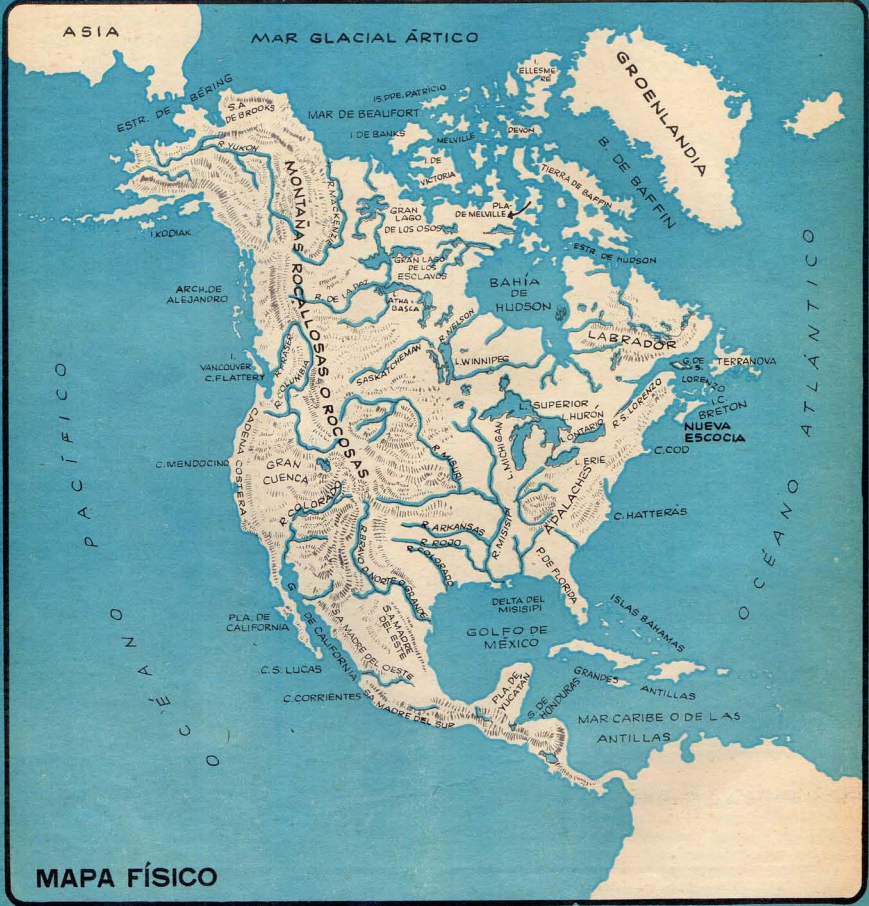 ASIA
MAR GLACIAL ÁRTICO
ESTR. DE BÉRING
S.A
DE BROOKS
R. YUKON
I. KODIAK
IS. PPE. PATRICIO
MAR DE BEAUFORT
I DE BANKS
MELVILLE
DEVON
I.
ELLESME
RE
I. DE
VICTORIA
GROENLANDIA
B. DE BAFFIN
TIERRA DE BAFFIN
PLA-
DE MELVILLE
ESTR. DE HUDSON
MONTAÑAS ROCALLOSAS O ROCOSAS
R. MACKENZIE
GRAN
LAGO
DE LOS OSOS
GRAN LAGO
DE LOS
ESCLAVOS
R. DE LA PAZ
L.
ATHA-
BASCA
BAHÍA
DE
HUDSON
ARCH. DE
ALEJANDRO
I.
VANCOUVER
C. FLATTERY
R. FRASER
R. COLUMBIA
SASKATCHEMAN
R. NELSON
L. WINNIPEG
LABRADOR
G. DE
S.
LORENZO
TERRANOVA
I.C.
BRETON
NUEVA
ESCOCIA
R. S. LORENZO
L. SUPERIOR
L. HURÓN
L. ONTARIO
L. MICHIGAN
L. ERIE
C. COD
C. HATTERAS
APALACHES
CADENA COSTERA
C. MENDOCINO
GRAN
CUENCA
R. COLORADO
R. MISURI
R. ARKANSAS
R. ROJO
R. COLORADO
R. MISISIPI
R. BRAVO D. NORTE O GRANDE
P. DE FLORIDA
DELTA DEL
MISISIPI
GOLFO DE
MÉXICO
ISLAS BAHAMAS
PLA. DE
CALIFORNIA
G. DE CALIFORNIA
C. S. LUCAS
C. CORRIENTES
SA. MADRE DEL OESTE
S.A. MADRE
DEL ESTE
SA MADRE DEL SUR
PLA. DE
YUCATÁN
S. DE
HONDURAS
GRANDES
ANTILLAS
MAR CARIBE O DE LAS
ANTILLAS
OCÉANO PACÍFICO
OCÉANO ATLÁNTICO
MAPA FÍSICO